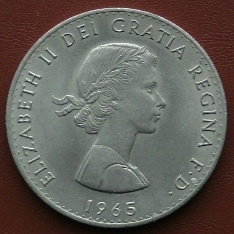 ELIZABETH II DEI GRATIA REGINA F·D·
1965